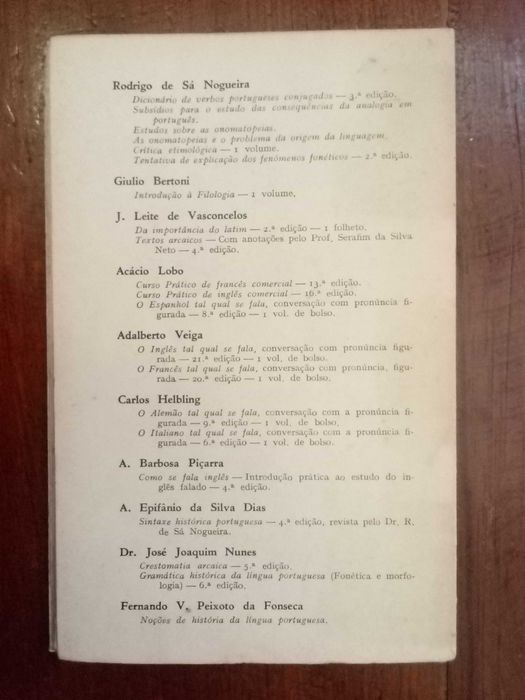 Rodrigo de Sá Nogueira
Dicionário de verbos portugueses conjugados — 3.ª edição.
Subsídios para o estudo das consequências da analogia em
português.
Estudos sobre as onomatopeias.
As onomatopeias e o problema da origem da linguagem.
Crítica etimológica — 1 volume.
Tentativa de explicação dos fenómenos fonéticos — 2.ª edição.
Giulio Bertoni
Introdução à Filologia — 1 volume.
J. Leite de Vasconcelos
Da importância do latim — 2.ª edição — 1 folheto.
Textos arcaicos — Com anotações pelo Prof. Serafim da Silva
Neto — 4.ª edição.
Acácio Lobo
Curso Prático de francês comercial — 13.ª edição.
Curso Prático de inglês comercial — 16.ª edição.
O Espanhol tal qual se fala, conversação com pronúncia fi-
gurada — 8.ª edição — 1 vol. de bolso.
Adalberto Veiga
O Inglês tal qual se fala, conversação com pronúncia figu-
rada — 21.ª edição — 1 vol. de bolso.
O Francês tal qual se fala, conversação com pronúncia, figu-
rada — 20.ª edição — 1 vol. de bolso.
Carlos Helbling
O Alemão tal qual se fala, conversação com a pronúncia fi-
gurada — 9.ª edição — 1 vol. de bolso.
O Italiano tal qual se fala, conversação com a pronúncia fi-
gurada — 6.ª edição — 1 vol. de bolso.
A. Barbosa Piçarra
Como se fala inglês — Introdução prática ao estudo do in-
glês falado — 4.ª edição.
A. Epifânio da Silva Dias
Sintaxe histórica portuguesa — 4.ª edição, revista pelo Dr. R.
de Sá Nogueira.
Dr. José Joaquim Nunes
Crestomatia arcaica — 5.ª edição.
Gramática histórica da língua portuguesa (Fonética e morfo-
logia) — 6.ª edição.
Fernando V. Peixoto da Fonseca
Noções de história da língua portuguesa.